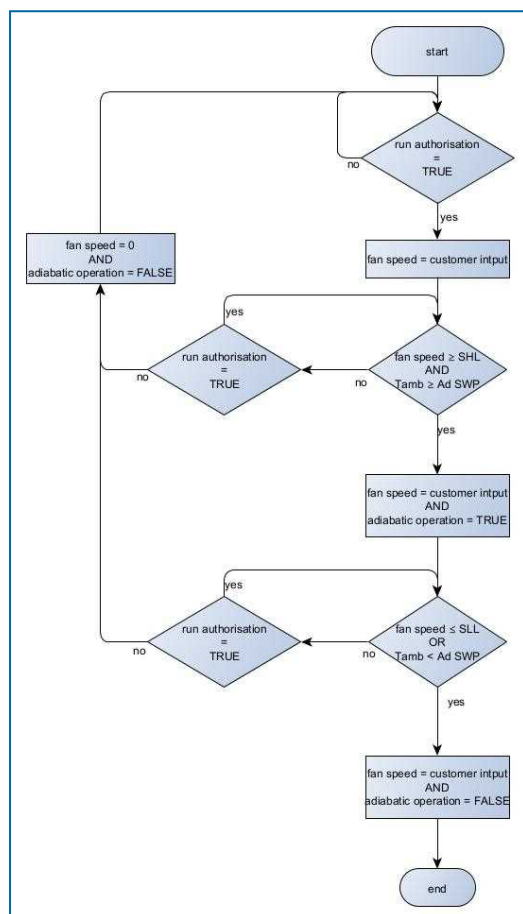 start
run authorisation
=
TRUE
no
yes
fan speed = 0
AND
adiabatic operation = FALSE
fan speed = customer intput
yes
run authorisation
=
TRUE
no
fan speed ≥ SHL
AND
Tamb ≥ Ad SWP
no
yes
fan speed = customer intput
AND
adiabatic operation = TRUE
yes
run authorisation
=
TRUE
no
fan speed ≤ SLL
OR
Tamb < Ad SWP
no
yes
fan speed = customer intput
AND
adiabatic operation = FALSE
end